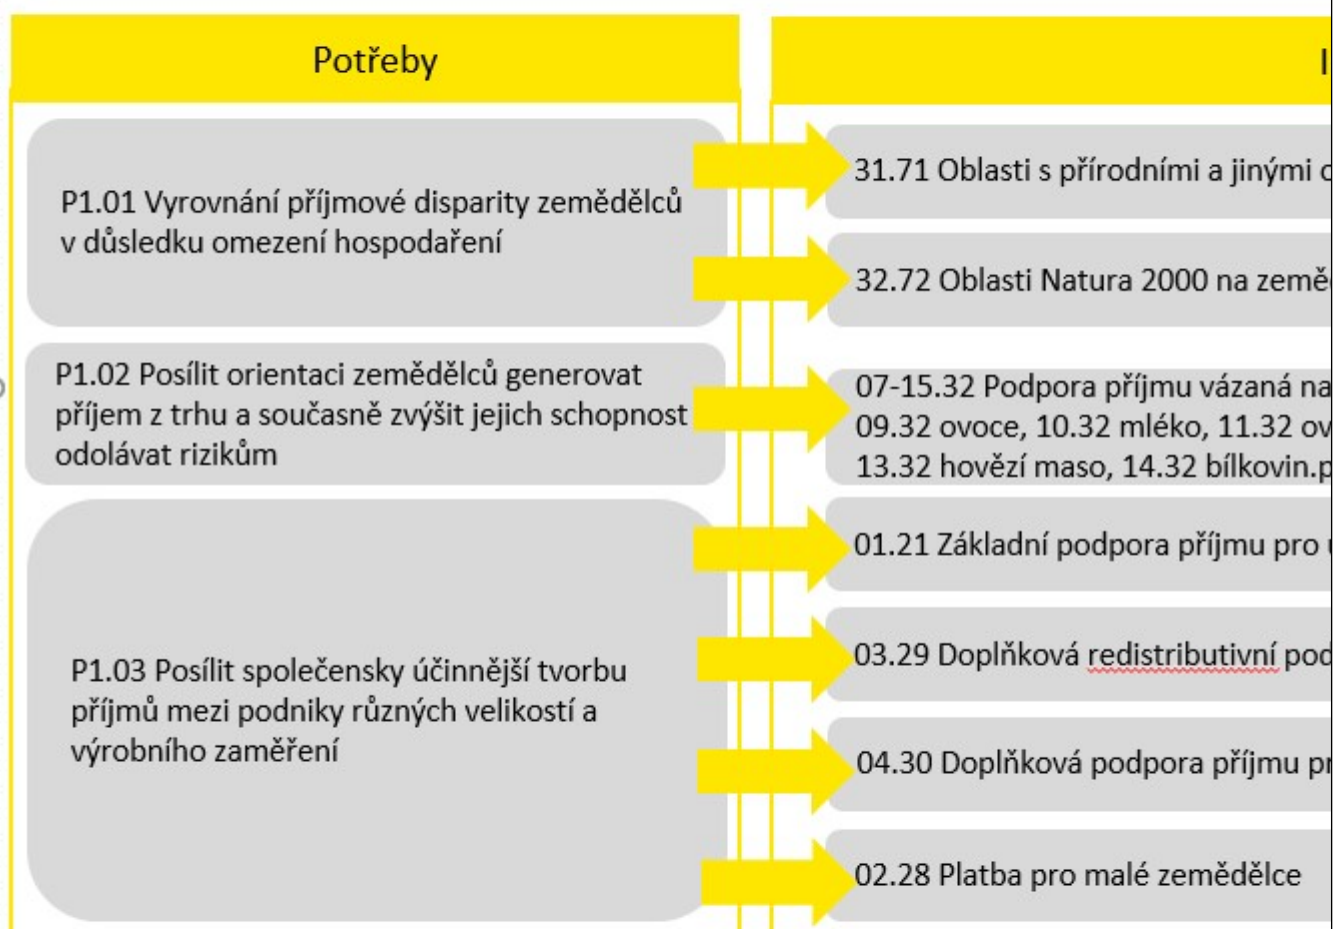 Potřeby
P1.01 Vyrovnání příjmové disparity zemědělců
v důsledku omezení hospodaření
P1.02 Posílit orientaci zemědělců generovat
příjem z trhu a současně zvýšit jejich schopnost
odolávat rizikům
P1.03 Posílit společensky účinnější tvorbu
příjmů mezi podniky různých velikostí a
výrobního zaměření
31.71 Oblasti s přírodními a jinými
32.72 Oblasti Natura 2000 na
07-15.32 Podpora příjmu vázaná na
09.32 ovoce, 10.32 mléko, 11.32
13.32 hovězí maso, 14.32 bílkovin.
01.21 Základní podpora příjmu pro
03.29 Doplňková redistributivní
04.30 Doplňková podpora příjmu
02.28 Platba pro malé zemědělce